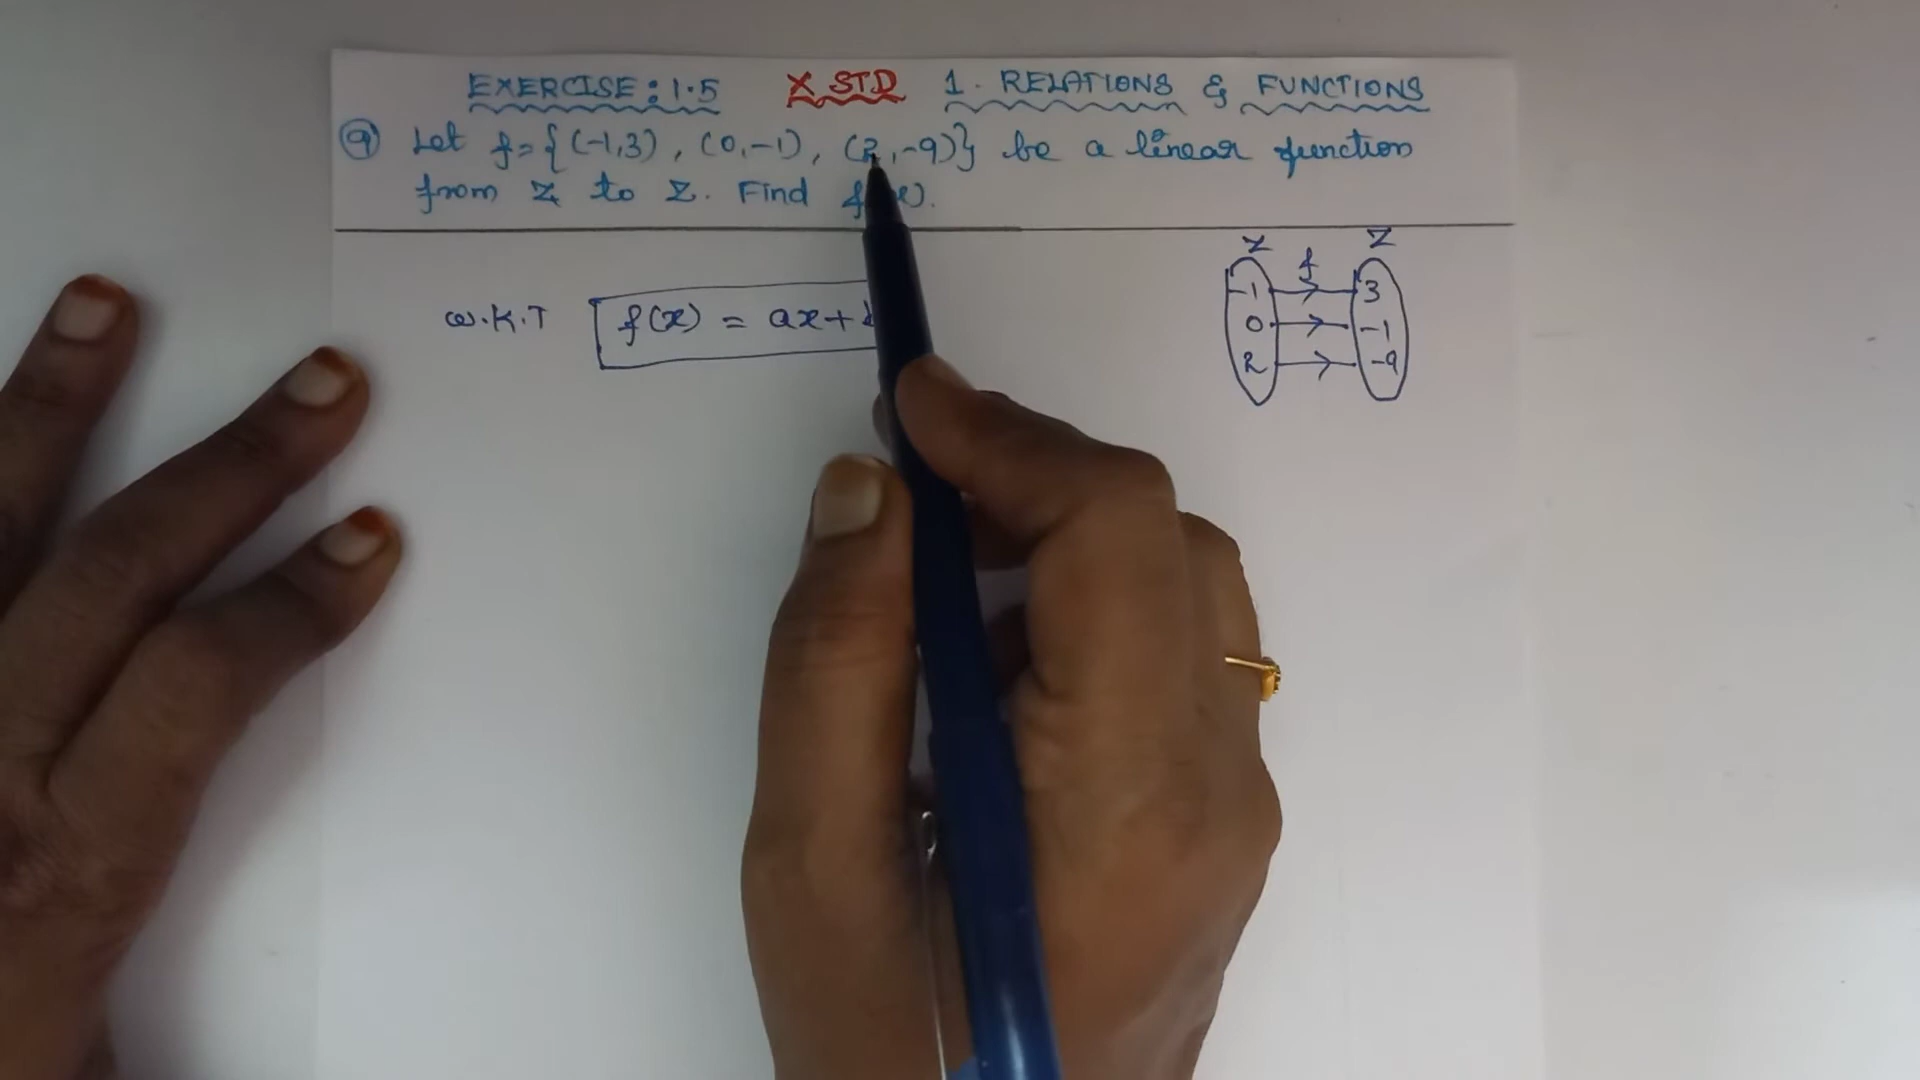 EXERCISE: 1.5 X STD 1. RELATIONS & FUNCTIONS
9 Let f={(-1,3), (0,-1), (2,-9)} be a linear function
from Z to Z. Find
Z Z
f
-1 3
w.K.T f(x) = ax+
0 -1
2 -9